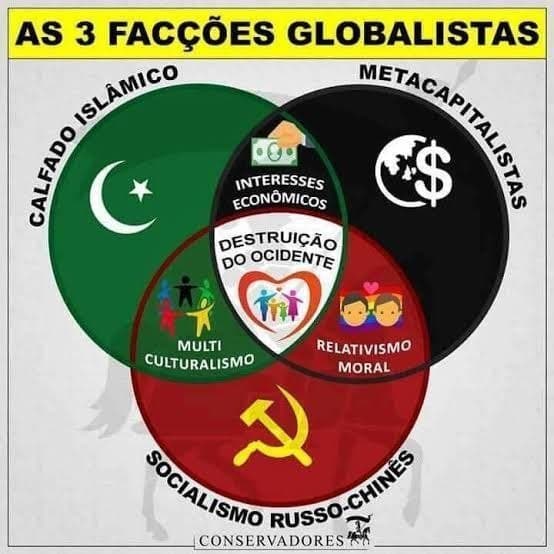 AS 3 FACÇÕES GLOBALISTAS
CALFADO ISLÂMICO
METACAPITALISTAS
INTERESSES
ECONÔMICOS
DESTRUIÇÃO
DO OCIDENTE
MULTI
CULTURALISMO
RELATIVISMO
MORAL
SOCIALISMO RUSSO-CHINÊS
CONSERVADORES